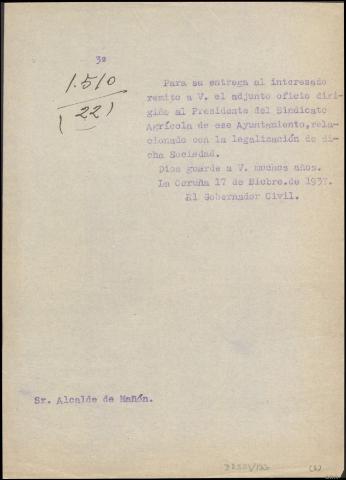 3º
1.510
(22)
Para su entrega al interesado
remito a V. el adjunto oficio diri-
gido al Presidente del Sindicato
Agrícola de ese Ayuntamiento, rela-
cionado con la legalización de di-
cha Sociedad.
Dios guarde a V. muchos años.
La Coruña 17 de Dicbre. de 1937.
El Gobernador Civil.
Sr. Alcalde de Mañón.